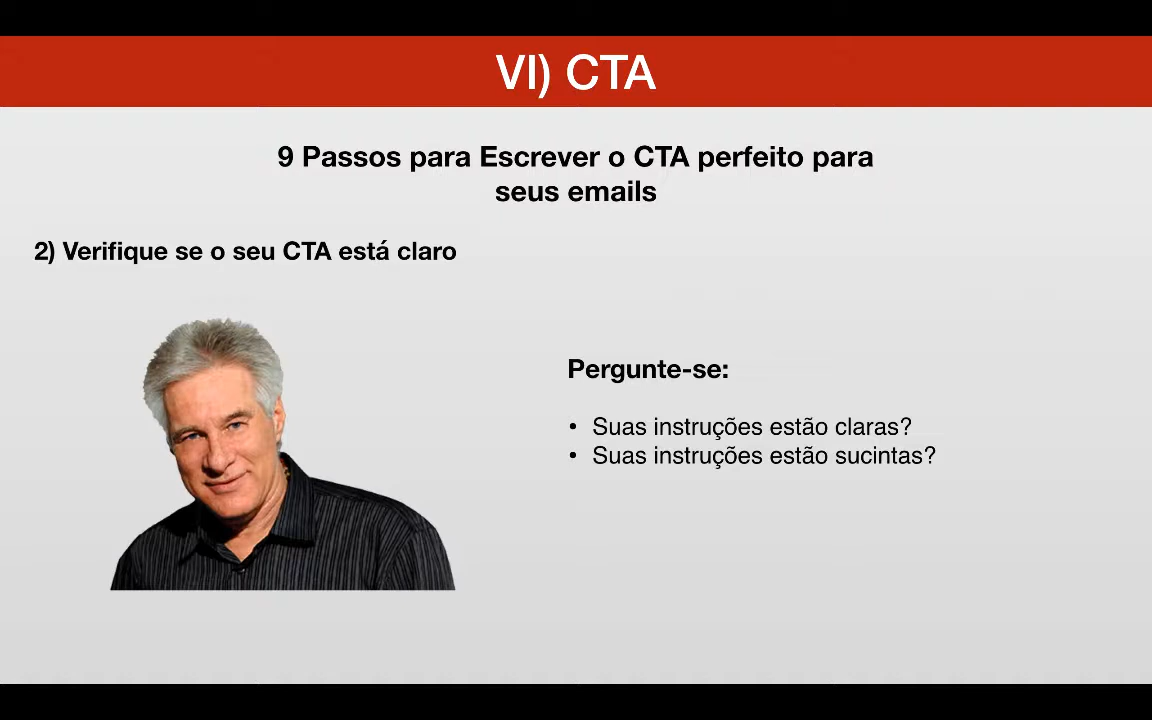 VI) CTA
9 Passos para Escrever o CTA perfeito para
seus emails
2) Verifique se o seu CTA está claro
Pergunte-se:
• Suas instruções estão claras?
• Suas instruções estão sucintas?